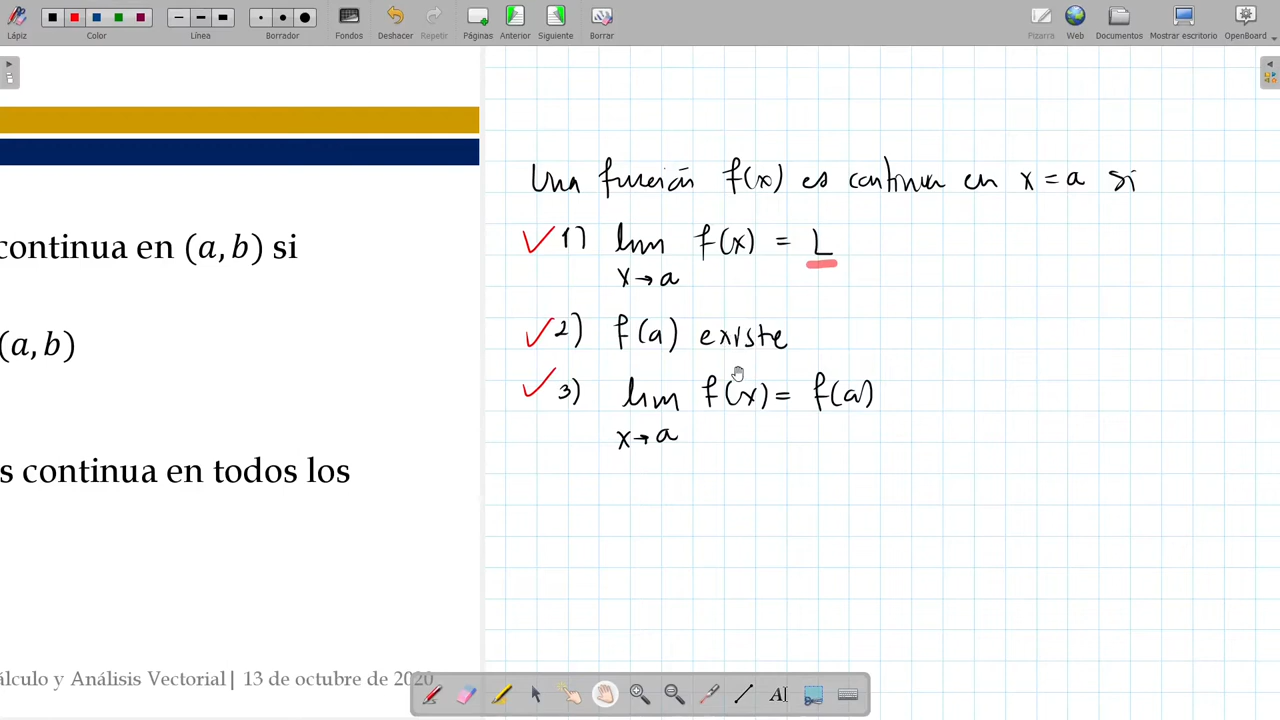 Lápiz Color Línea Borrador Fondos Deshacer Repetir Páginas Anterior Siguiente Borrar Pizarra Web Documentos Mostrar escritorio OpenBoard
continua en (a, b) si
(a, b)
s continua en todos los
álculo y Análisis Vectorial| 13 de octubre de 2020
Una función f(x) es continua en x = a si
1) lim f(x) = L
x→a
2) f(a) existe
3) lim f(x) = f(a)
x→a
AI